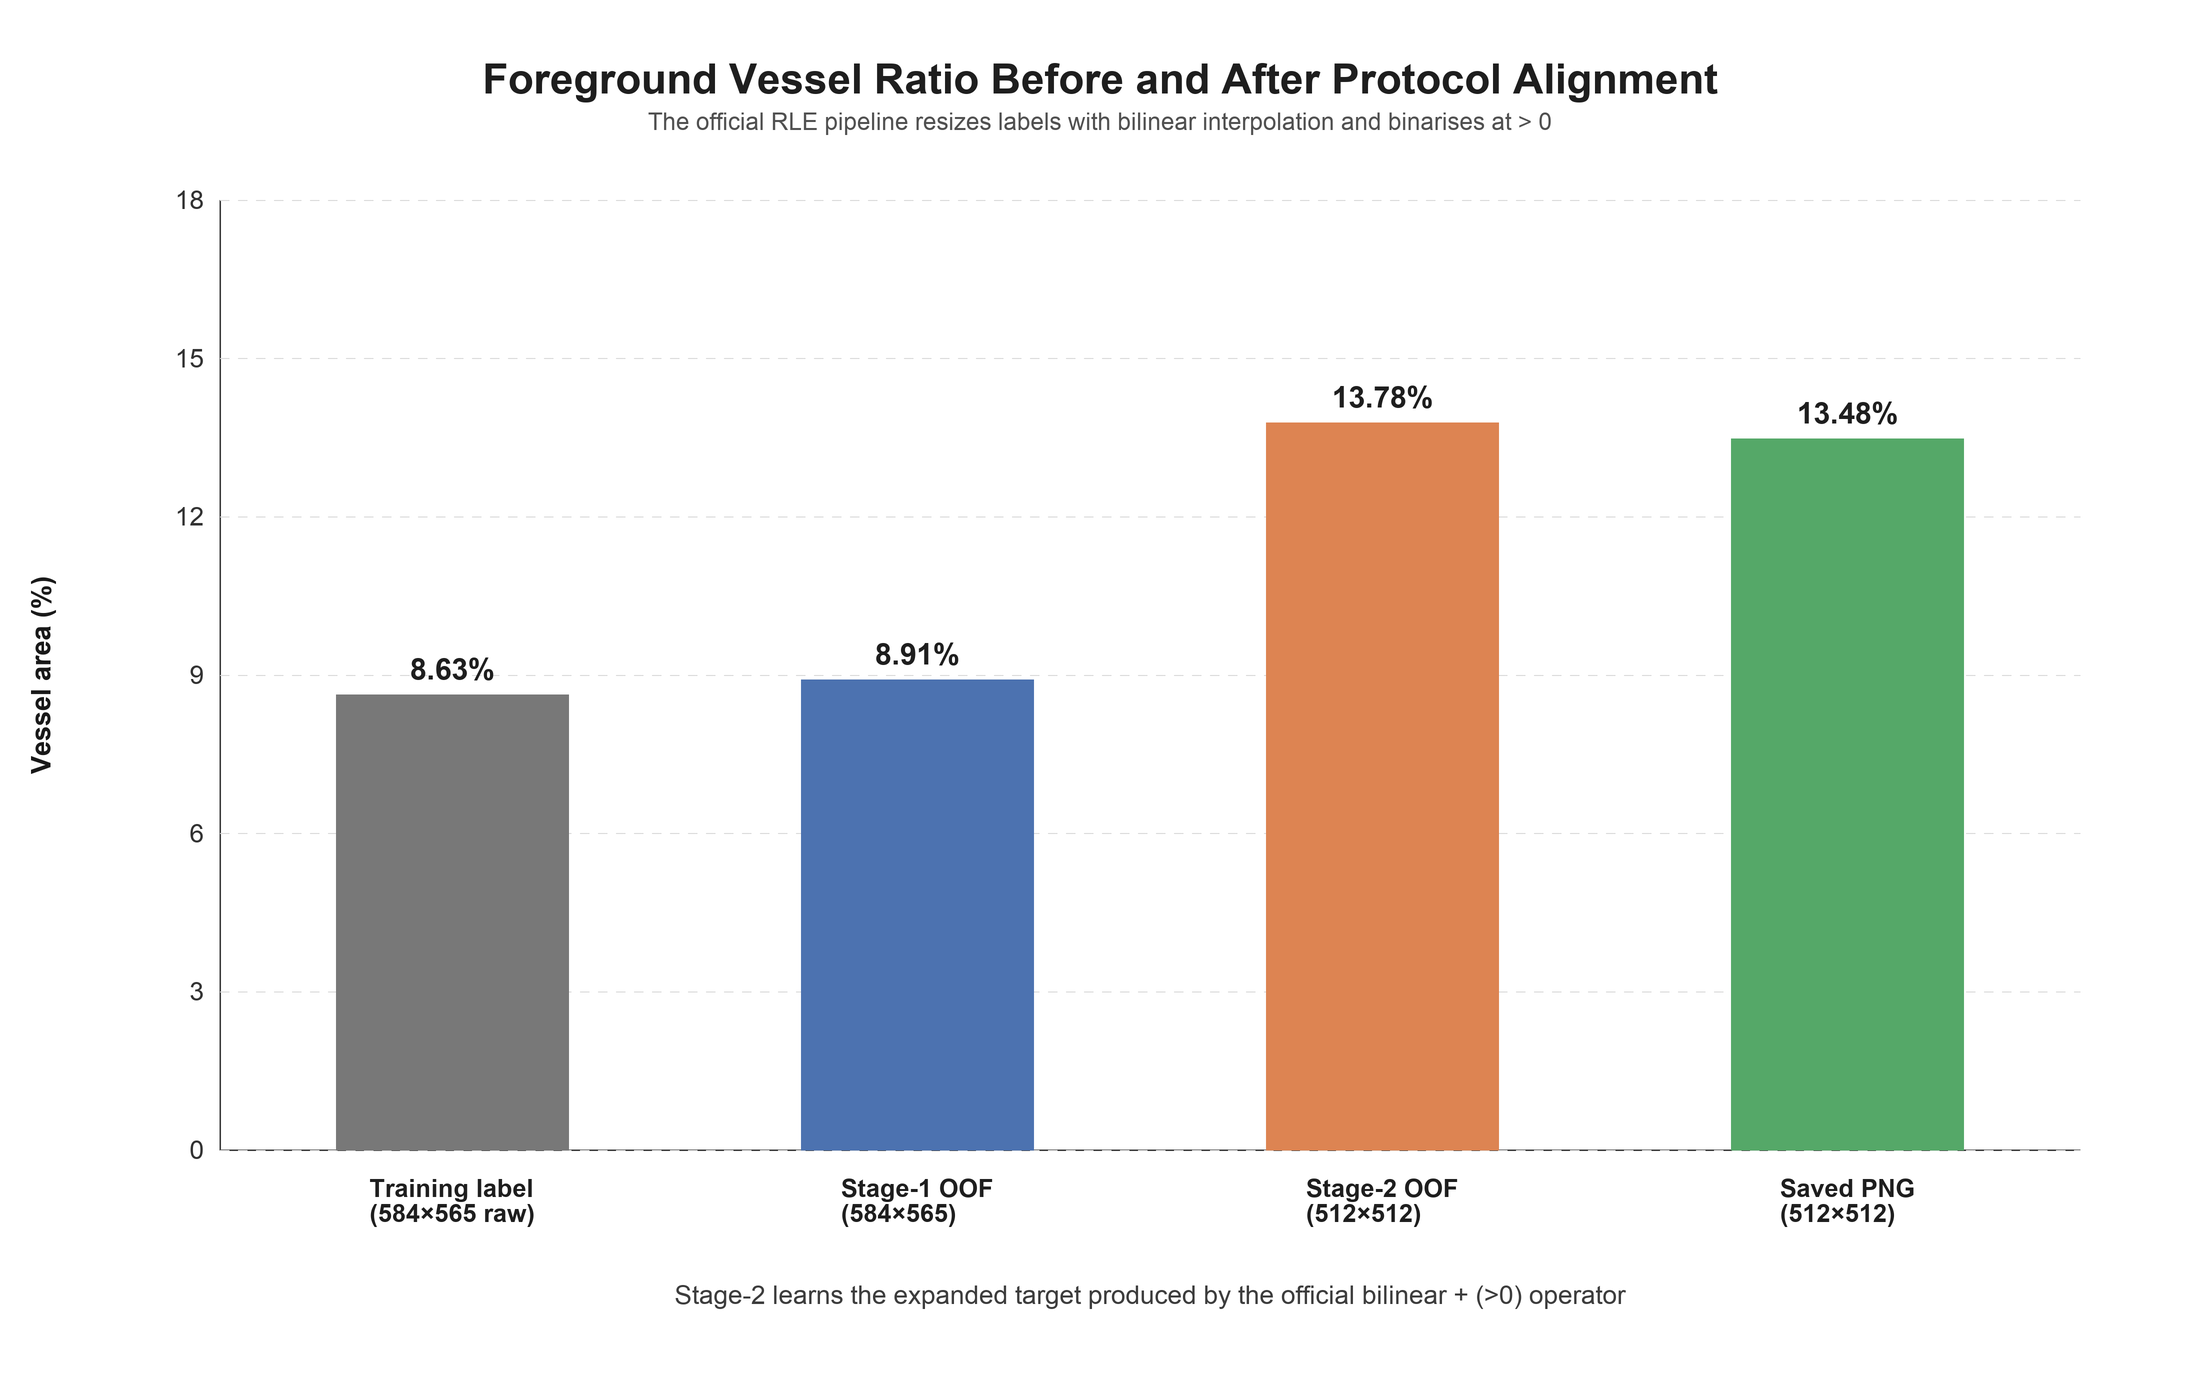 Foreground Vessel Ratio Before and After Protocol Alignment
The official RLE pipeline resizes labels with bilinear interpolation and binarises at > 0
Vessel area (%)
18
15
12
9
6
3
0
8.63%
8.91%
13.78%
13.48%
Training label
(584×565 raw)
Stage-1 OOF
(584×565)
Stage-2 OOF
(512×512)
Saved PNG
(512×512)
Stage-2 learns the expanded target produced by the official bilinear + (>0) operator